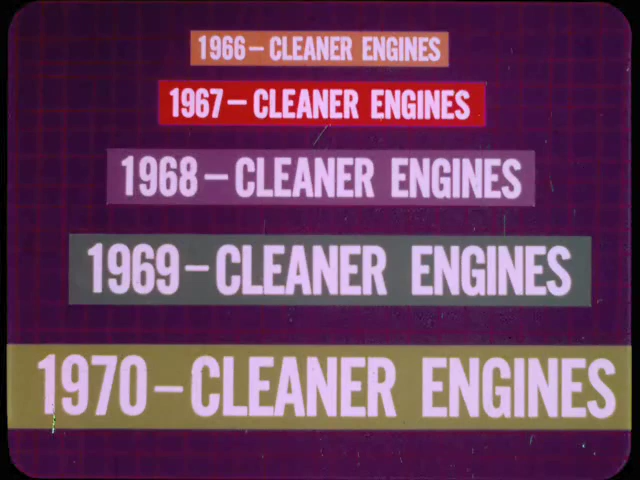 1966 – CLEANER ENGINES
1967 – CLEANER ENGINES
1968 – CLEANER ENGINES
1969 – CLEANER ENGINES
1970 – CLEANER ENGINES